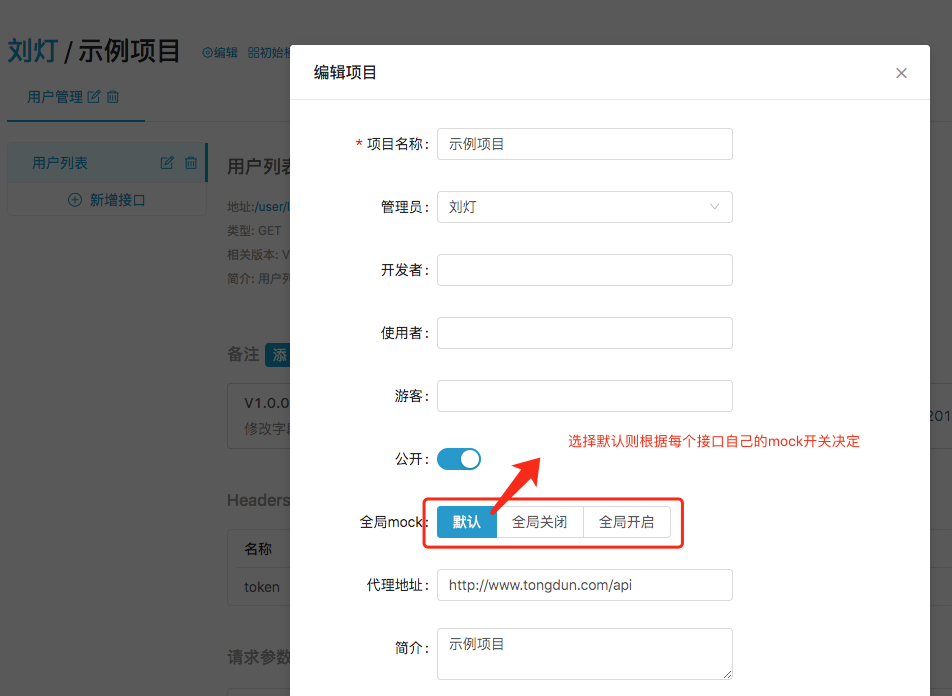 刘灯 / 示例项目 编辑 初始
编辑项目
用户管理
用户列表
新增接口
用户列表
地址:/user/l
类型: GET
相关版本: V
简介: 用户列
备注 添
V1.0.0
修改字
201
Headers
名称
token
请求参数
* 项目名称: 示例项目
管理员: 刘灯
开发者:
使用者:
游客:
选择默认则根据每个接口自己的mock开关决定
公开:
全局mock: 默认 全局关闭 全局开启
代理地址: http://www.tongdun.com/api
简介: 示例项目